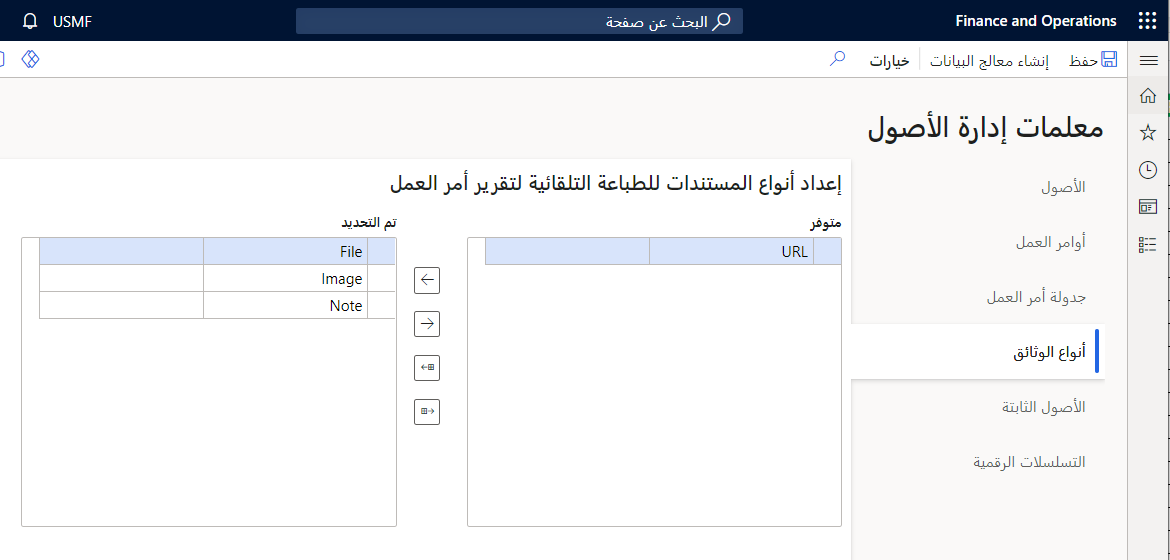 Finance and Operations
البحث عن صفحة
USMF
حفظ
إنشاء معالج البيانات
خيارات
معلمات إدارة الأصول
الأصول
أوامر العمل
جدولة أمر العمل
أنواع الوثائق
الأصول الثابتة
التسلسلات الرقمية
إعداد أنواع المستندات للطباعة التلقائية لتقرير أمر العمل
متوفر
URL
تم التحديد
File
Image
Note